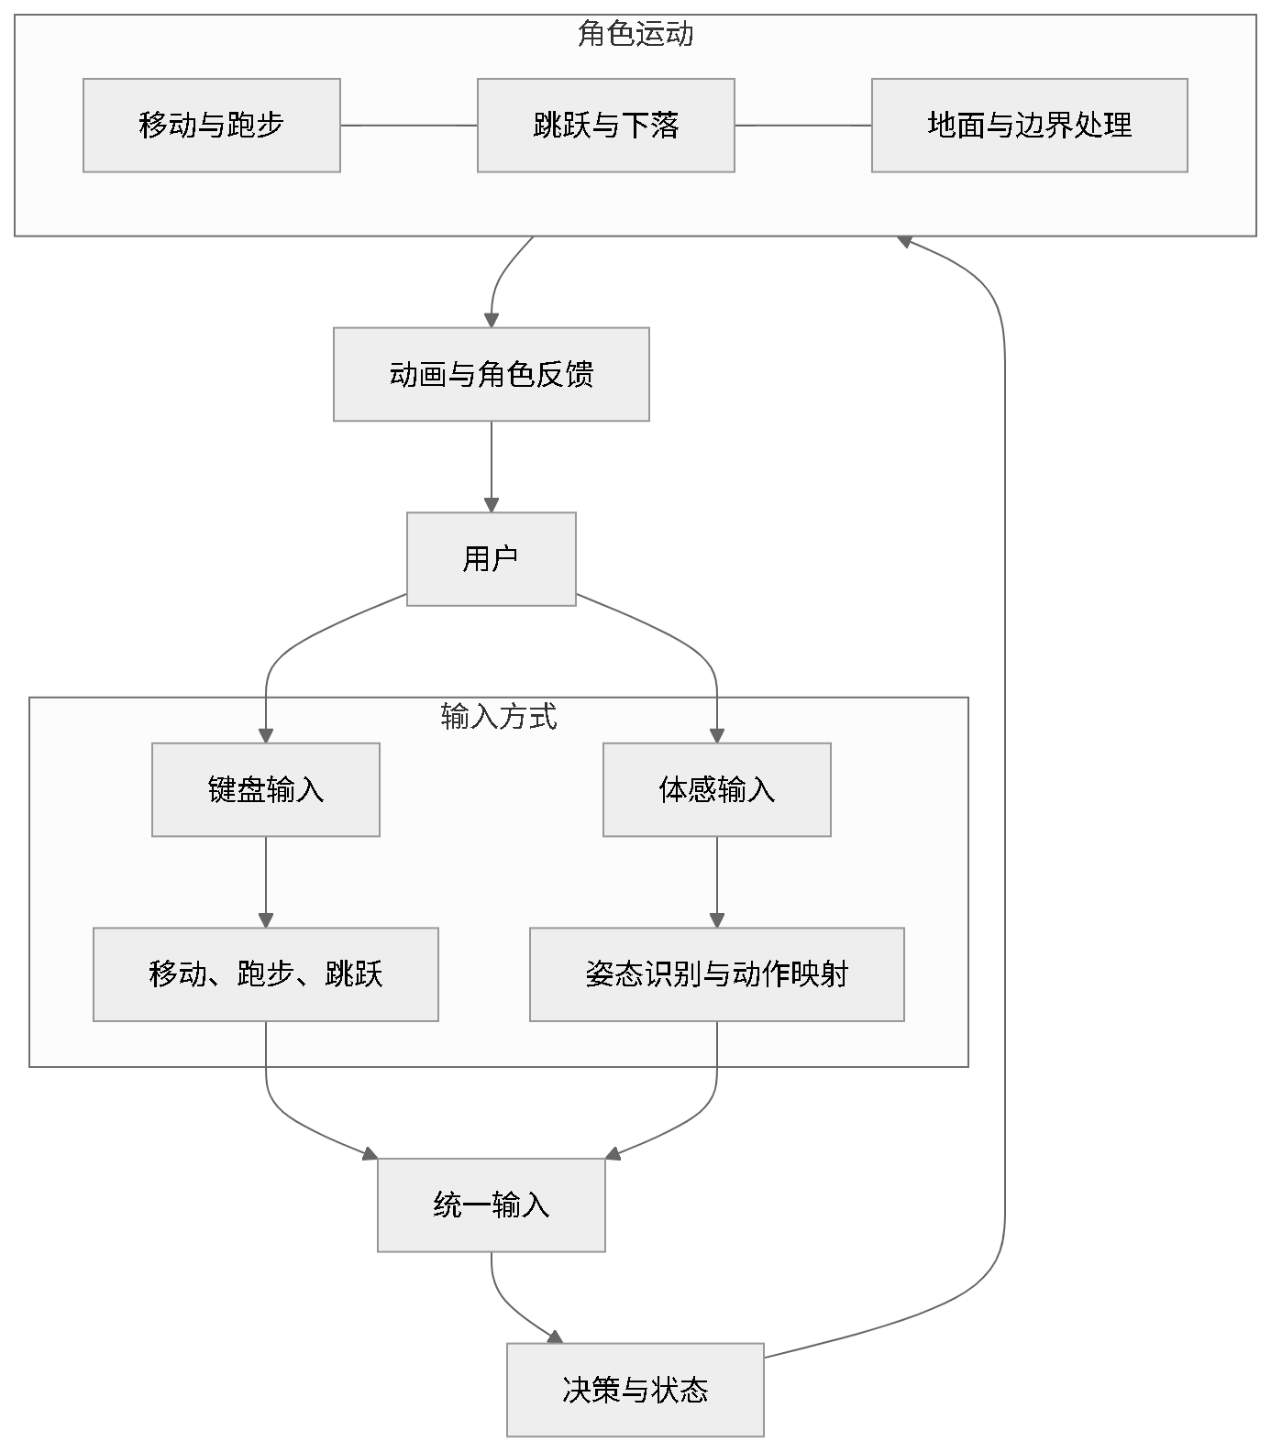 角色运动
移动与跑步
跳跃与下落
地面与边界处理
动画与角色反馈
用户
输入方式
键盘输入
体感输入
移动、跑步、跳跃
姿态识别与动作映射
统一输入
决策与状态